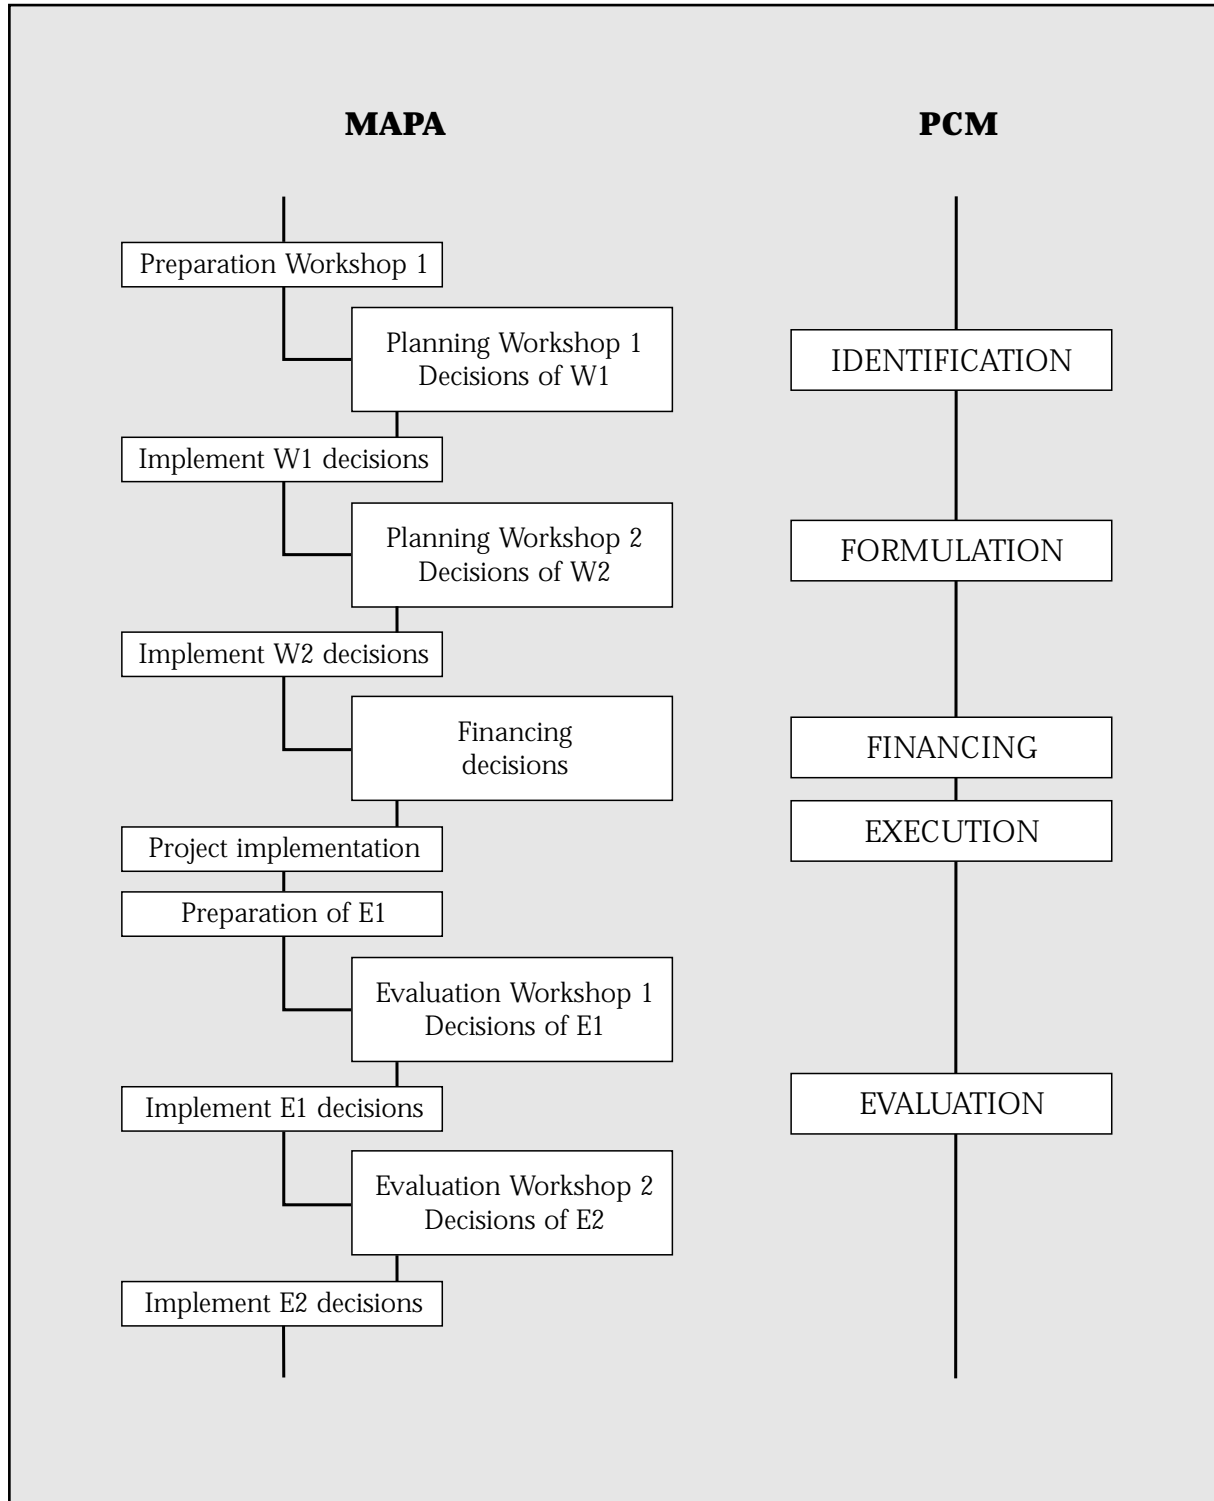 MAPA
PCM
Preparation Workshop 1
Planning Workshop 1
Decisions of W1
IDENTIFICATION
Implement W1 decisions
Planning Workshop 2
Decisions of W2
FORMULATION
Implement W2 decisions
Financing
decisions
FINANCING
EXECUTION
Project implementation
Preparation of E1
Evaluation Workshop 1
Decisions of E1
Implement E1 decisions
EVALUATION
Evaluation Workshop 2
Decisions of E2
Implement E2 decisions